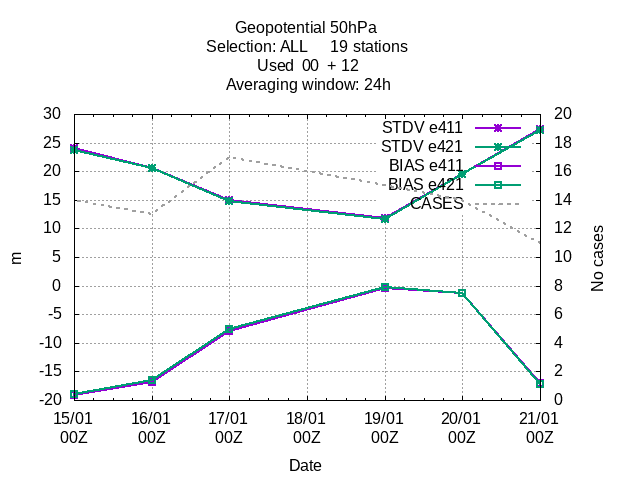 Geopotential 50hPa
Selection: ALL     19 stations
Used  00  + 12
Averaging window: 24h
30 20
STDV e411
25 18
STDV e421
20 16
BIAS e411
BIAS e421
15 14
CASES
10 12
5 10
m
No cases
0 8
-5 6
-10 4
-15 2
-20 0
15/01 16/01 17/01 18/01 19/01 20/01 21/01
00Z 00Z 00Z 00Z 00Z 00Z 00Z
Date